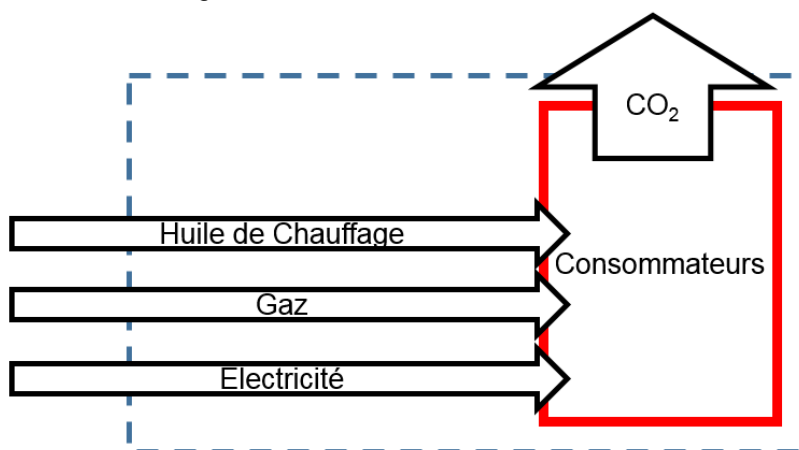 CO₂
Huile de Chauffage
Consommateurs
Gaz
Electricité